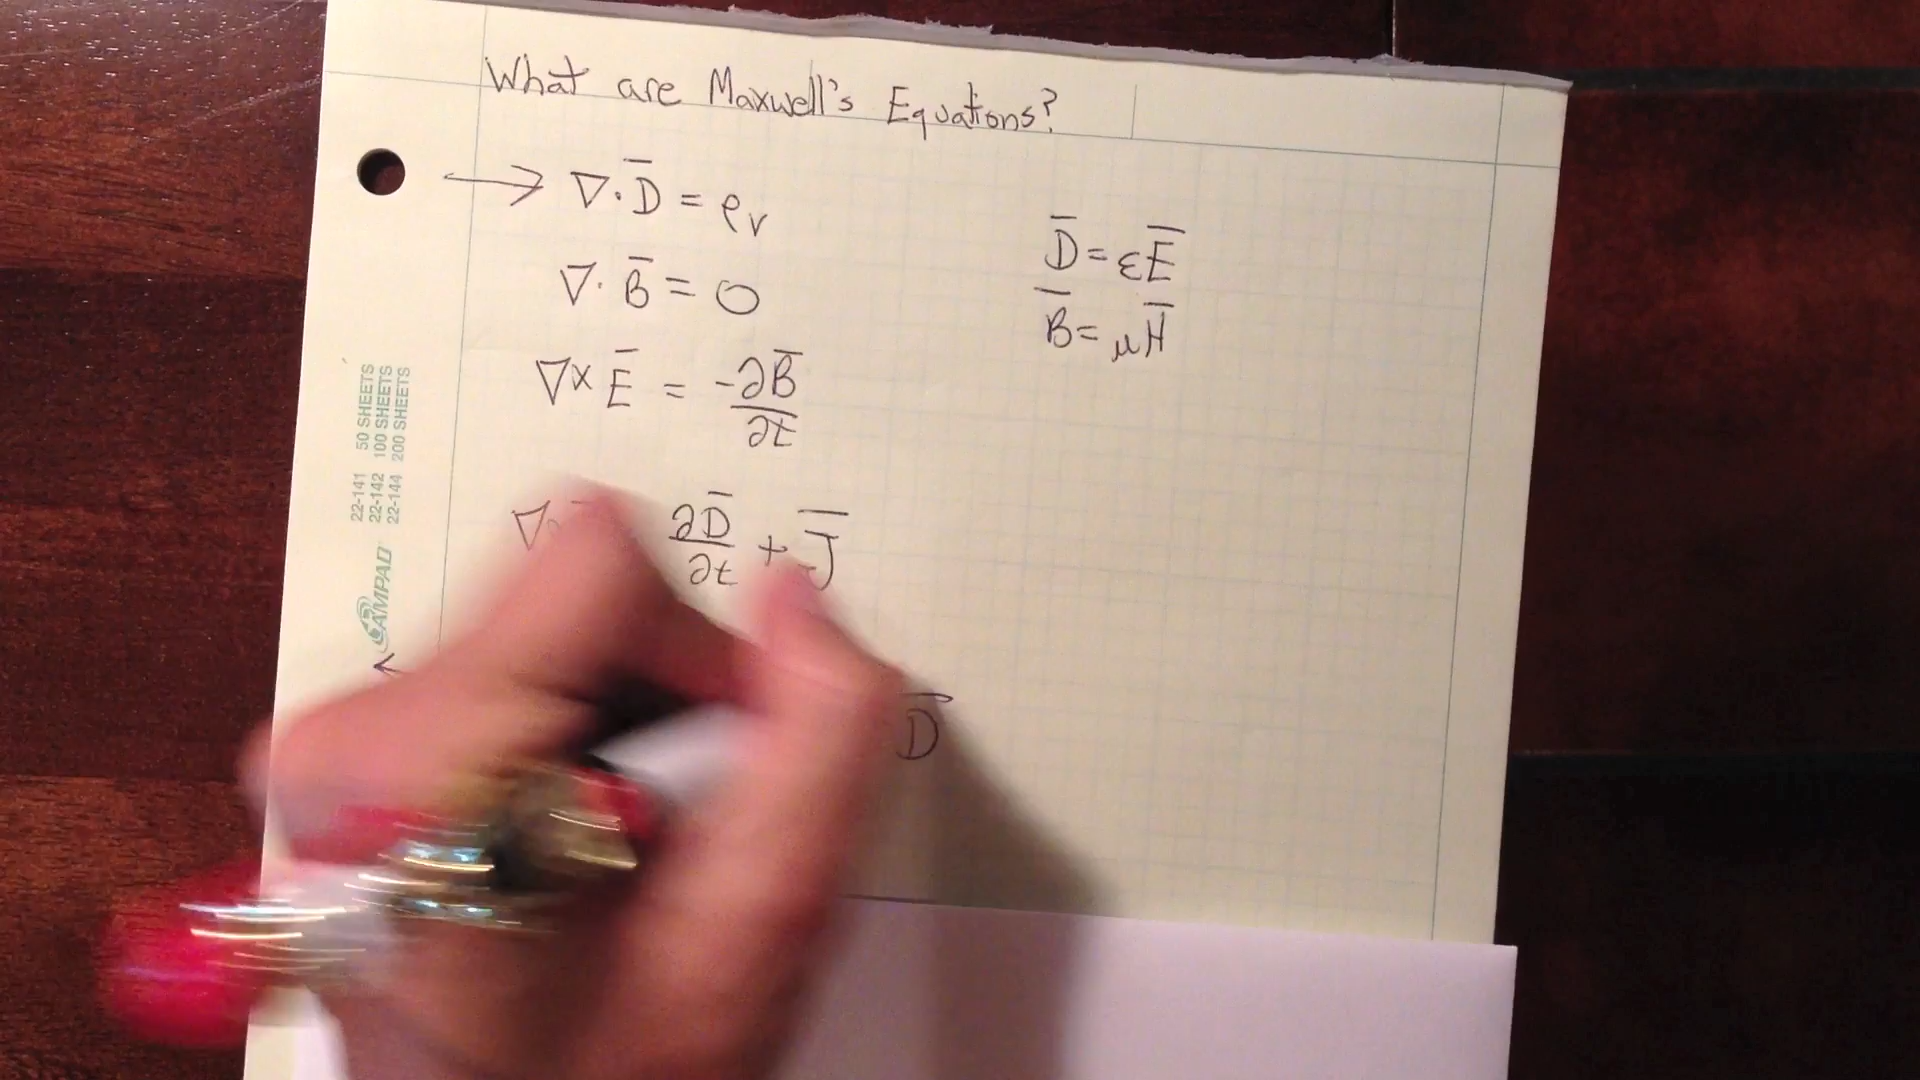 What are Maxwell's Equations?
→ ∇·D̅ = ρv
∇·B̅ = 0
∇×E̅ = -∂B̅/∂t
∇ ∂D̅/∂t + J̅
D̅
D̅ = εE̅
B̅ = μH̅
22-141 50 SHEETS
22-142 100 SHEETS
22-144 200 SHEETS
AMPAD